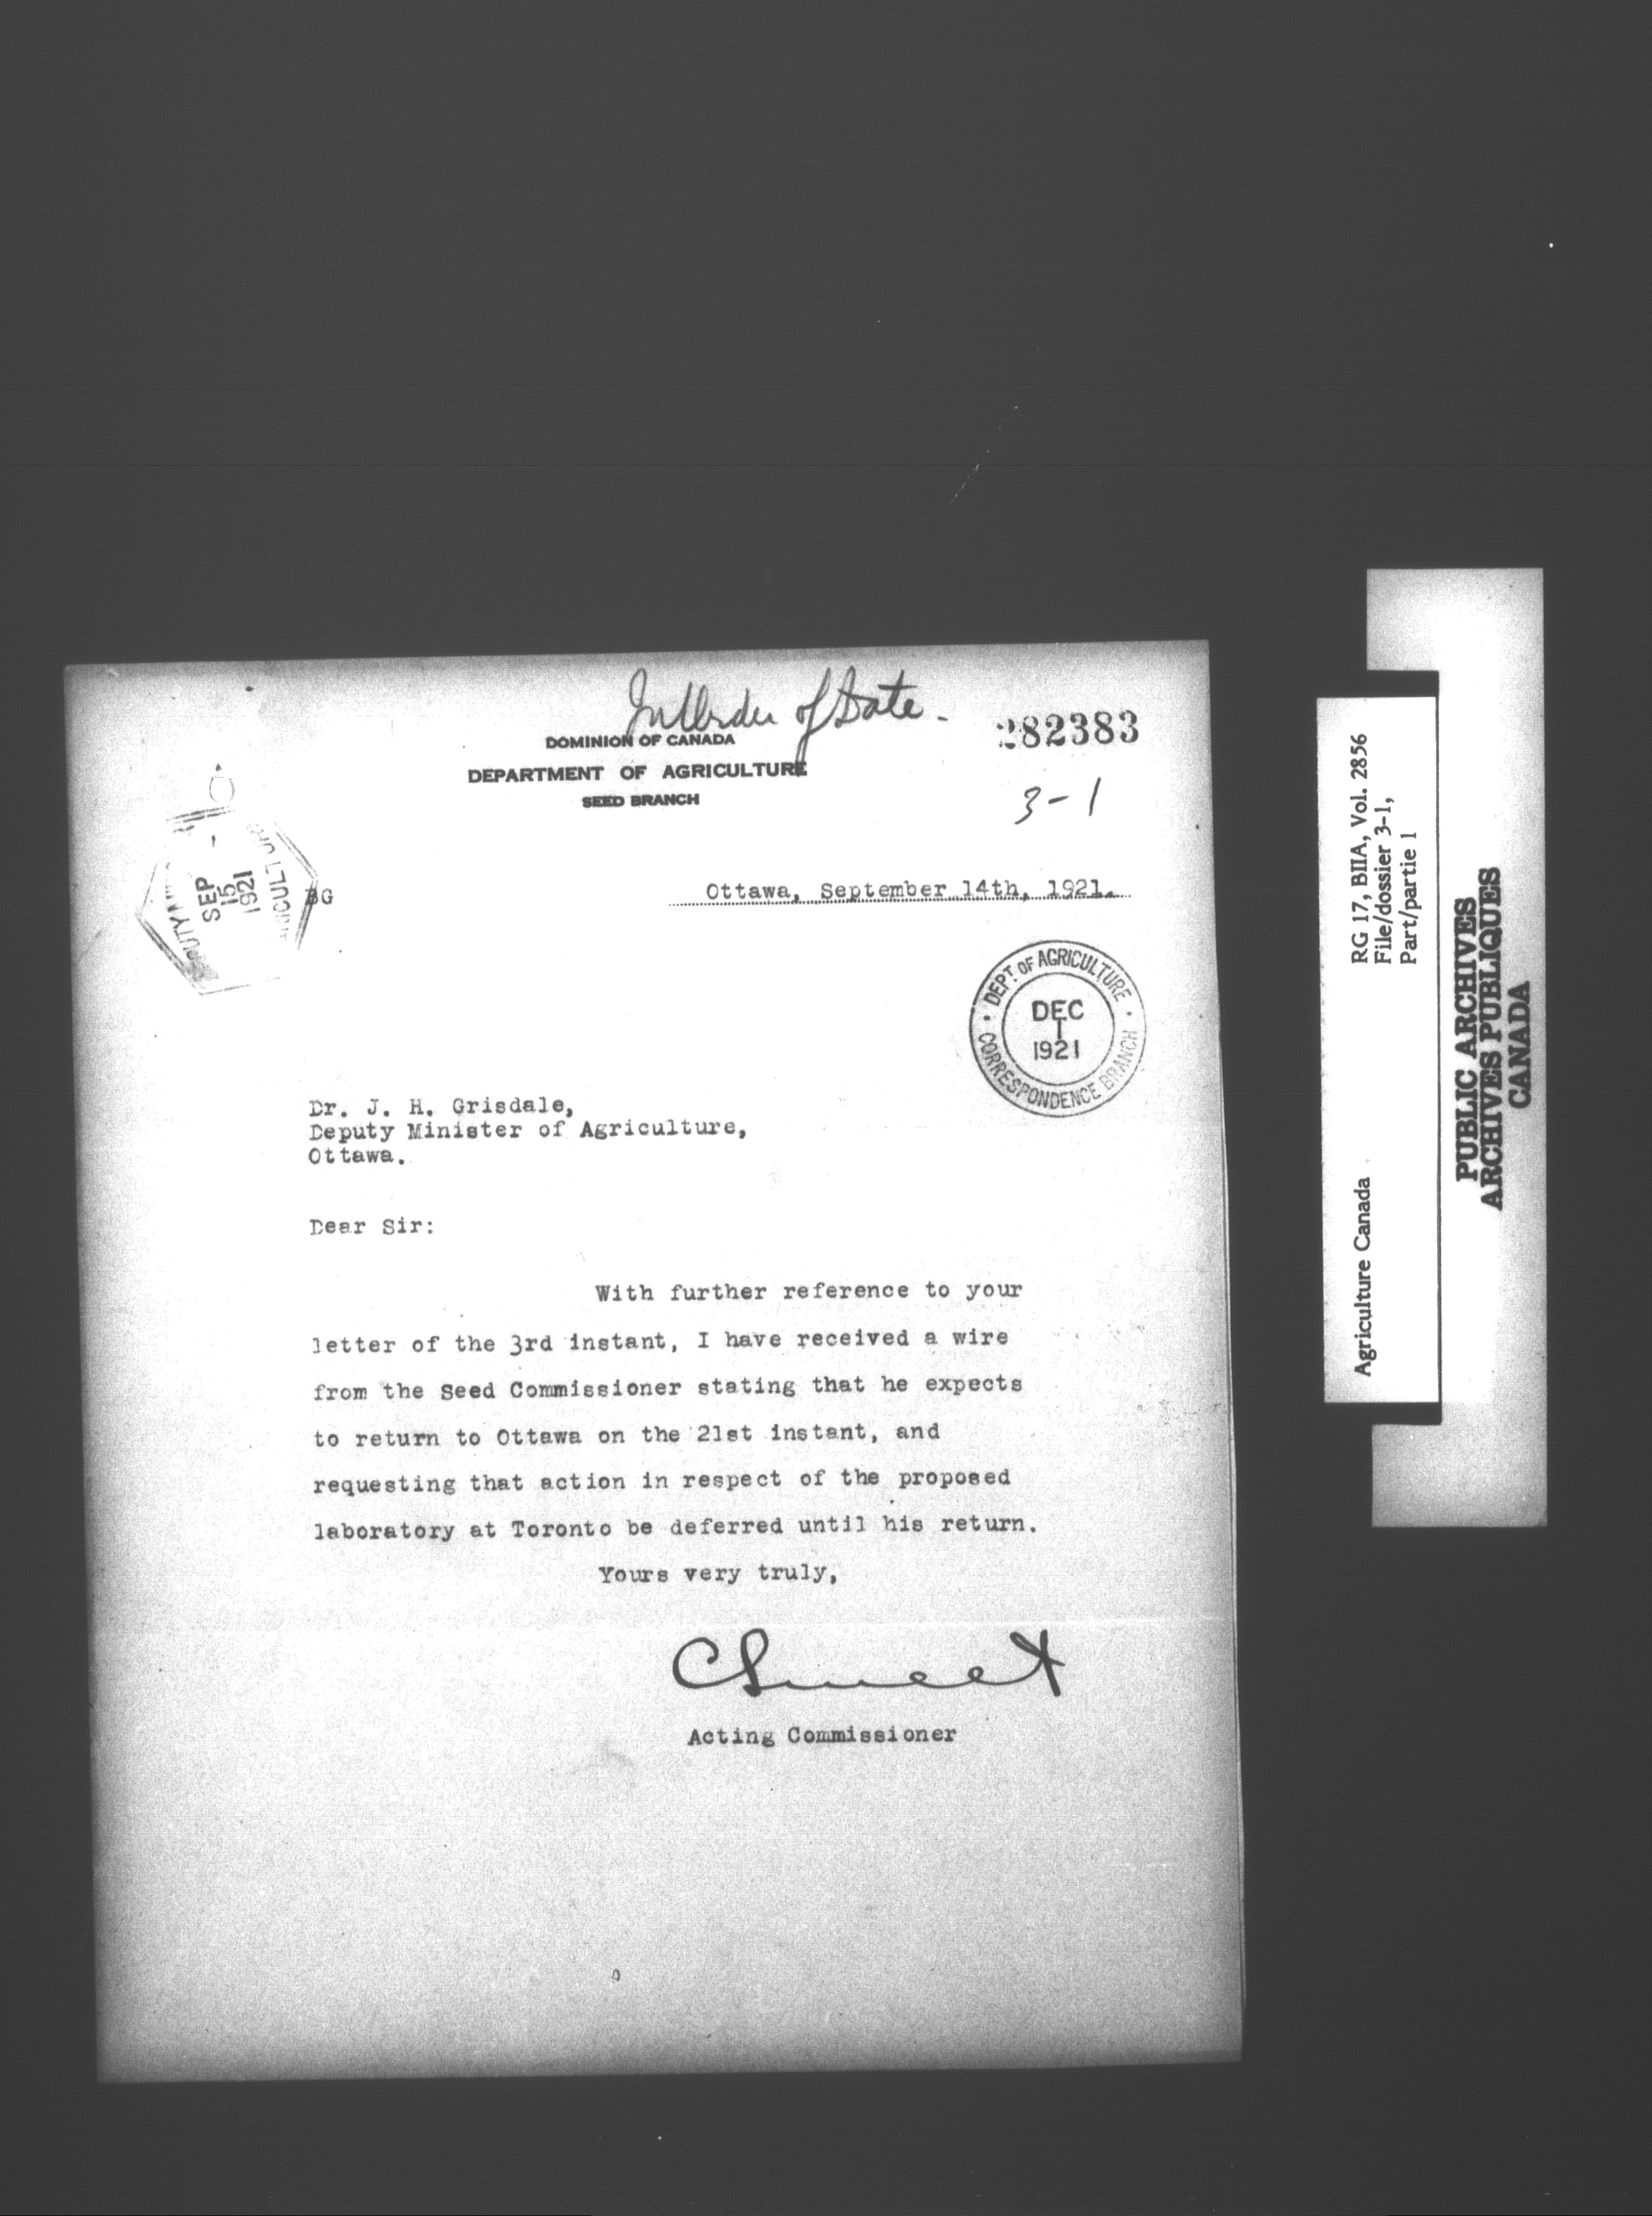 In Order of Date.
282383
DOMINION OF CANADA
DEPARTMENT OF AGRICULTURE
SEED BRANCH
3-1
SEP
15
1921
BG
Ottawa, September 14th, 1921.
DEPT. OF AGRICULTURE
DEC
1
1921
CORRESPONDENCE BRANCH
Dr. J. H. Grisdale,
Deputy Minister of Agriculture,
Ottawa.
Dear Sir:
With further reference to your
letter of the 3rd instant, I have received a wire
from the Seed Commissioner stating that he expects
to return to Ottawa on the 21st instant, and
requesting that action in respect of the proposed
laboratory at Toronto be deferred until his return.
Yours very truly,
CSweet
Acting Commissioner
RG 17, BIIA, Vol. 2856
File/dossier 3-1,
Part/partie 1
Agriculture Canada
PUBLIC ARCHIVES
ARCHIVES PUBLIQUES
CANADA